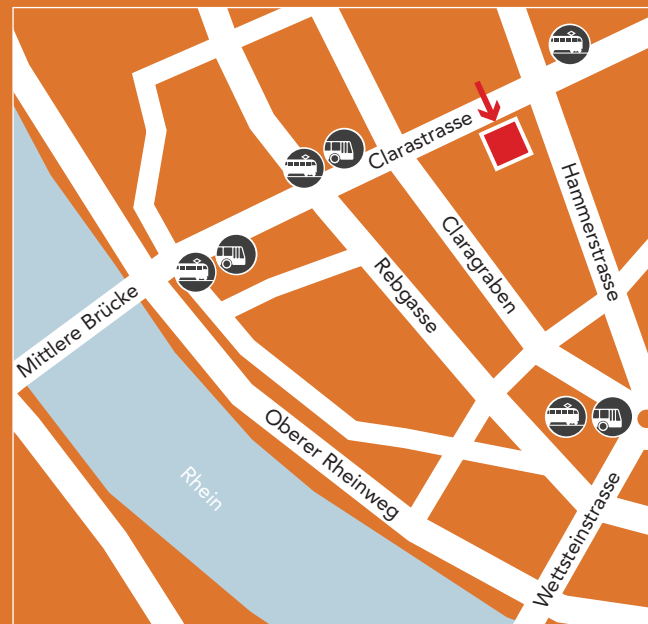 Clarastrasse
Hammerstrasse
Claragraben
Rebgasse
Mittlere Brücke
Oberer Rheinweg
Rhein
Wettsteinstrasse